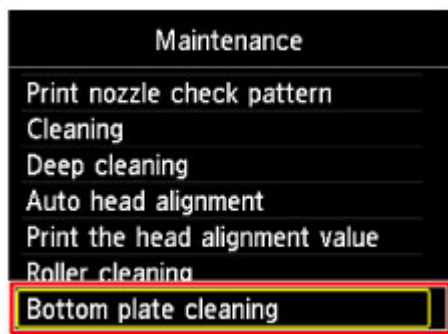 Maintenance
Print nozzle check pattern
Cleaning
Deep cleaning
Auto head alignment
Print the head alignment value
Roller cleaning
Bottom plate cleaning